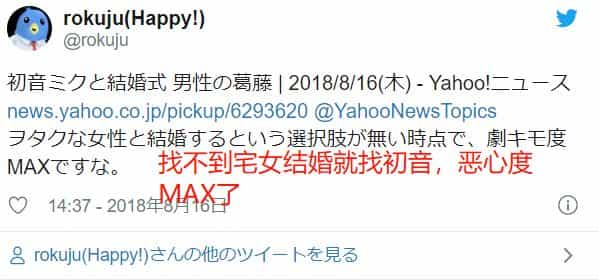 rokuju(Happy!)
@rokuju
初音ミクと結婚式 男性の葛藤 | 2018/8/16(木) - Yahoo!ニュース
news.yahoo.co.jp/pickup/6293620 @YahooNewsTopics
ヲタクな女性と結婚するという選択肢が無い時点で、劇キモ度
MAXですな。
找不到宅女结婚就找初音，恶心度
MAX了
14:37 - 2018年8月16日
rokuju(Happy!)さんの他のツイートを見る